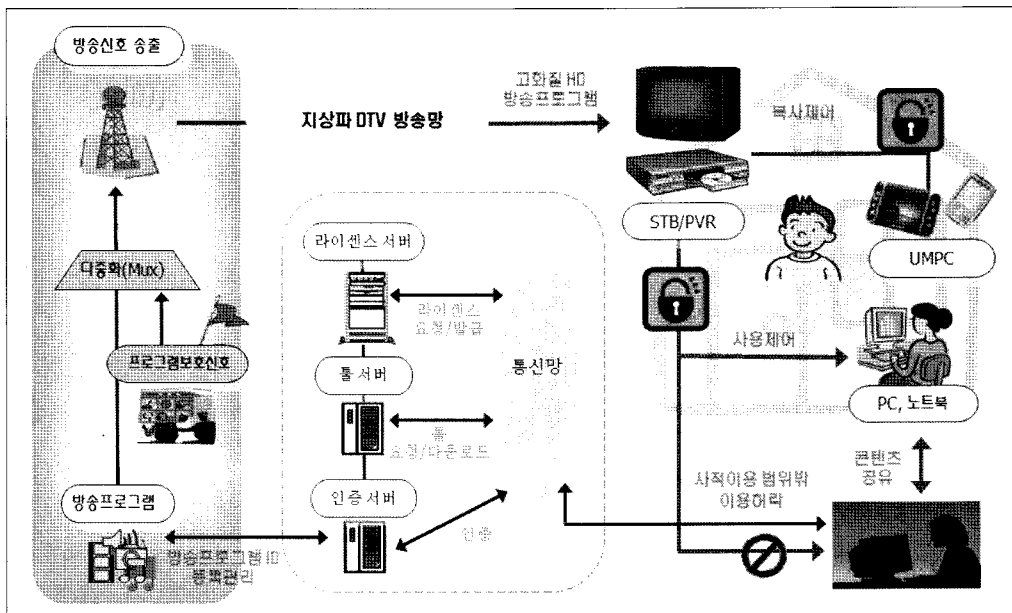 방송신호 송출
지상파 DTV 방송망
고화질 HD
방송프로그램
복사제어
STB/PVR
UMPC
라이센스 서버
다중화(Mux)
라이센스
요청/발급
프로그램보호신호
사용제어
툴 서버
통신망
PC, 노트북
툴
요청/다운로드
사적이용 범위밖
이용허락
콘텐츠
공유
방송프로그램
인증 서버
인증
방송프로그램 ID
등록관리